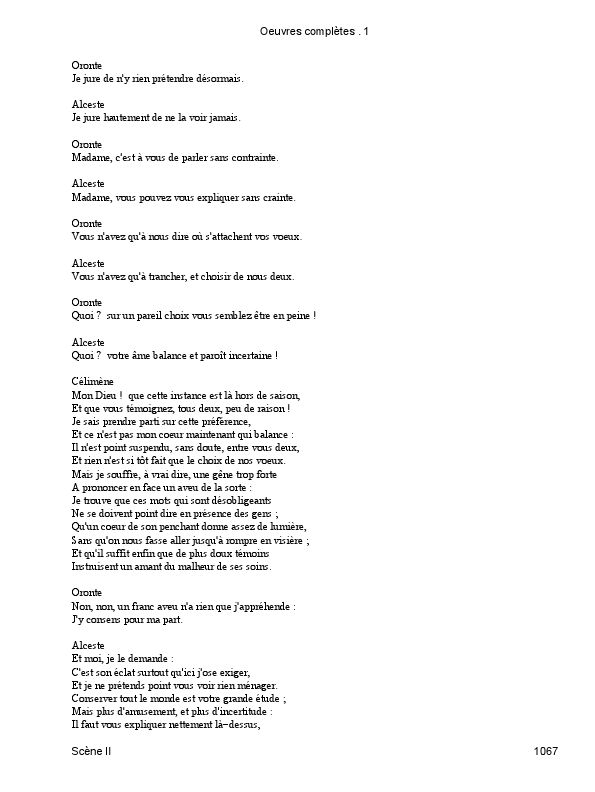 Oeuvres complètes . 1
Oronte
Je jure de n'y rien prétendre désormais.
Alceste
Je jure hautement de ne la voir jamais.
Oronte
Madame, c'est à vous de parler sans contrainte.
Alceste
Madame, vous pouvez vous expliquer sans crainte.
Oronte
Vous n'avez qu'à nous dire où s'attachent vos voeux.
Alceste
Vous n'avez qu'à trancher, et choisir de nous deux.
Oronte
Quoi ?  sur un pareil choix vous semblez être en peine !
Alceste
Quoi ?  votre âme balance et paroît incertaine !
Célimène
Mon Dieu !  que cette instance est là hors de saison,
Et que vous témoignez, tous deux, peu de raison !
Je sais prendre parti sur cette préférence,
Et ce n'est pas mon coeur maintenant qui balance :
Il n'est point suspendu, sans doute, entre vous deux,
Et rien n'est si tôt fait que le choix de nos voeux.
Mais je souffre, à vrai dire, une gêne trop forte
A prononcer en face un aveu de la sorte :
Je trouve que ces mots qui sont désobligeants
Ne se doivent point dire en présence des gens ;
Qu'un coeur de son penchant donne assez de lumière,
Sans qu'on nous fasse aller jusqu'à rompre en visière ;
Et qu'il suffit enfin que de plus doux témoins
Instruisent un amant du malheur de ses soins.
Oronte
Non, non, un franc aveu n'a rien que j'appréhende :
J'y consens pour ma part.
Alceste
Et moi, je le demande :
C'est son éclat surtout qu'ici j'ose exiger,
Et je ne prétends point vous voir rien ménager.
Conserver tout le monde est votre grande étude ;
Mais plus d'amusement, et plus d'incertitude :
Il faut vous expliquer nettement là-dessus,
Scène II
1067